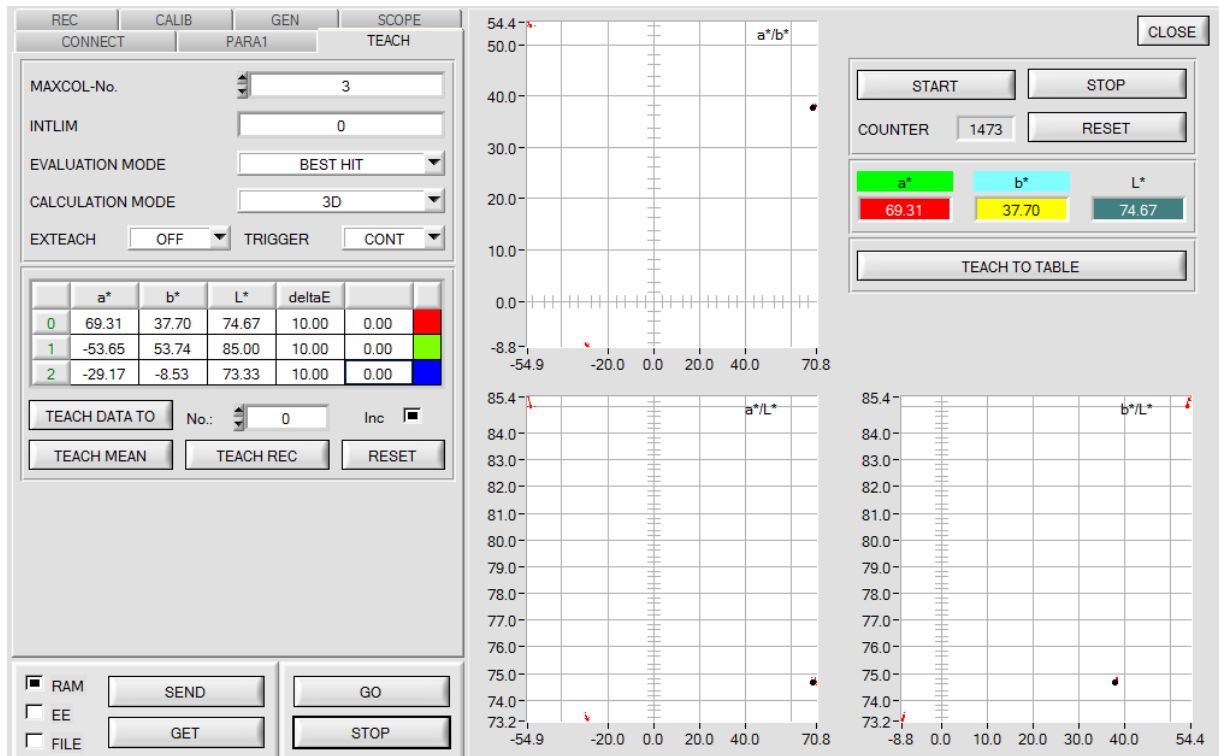 REC CALIB GEN SCOPE
CONNECT PARA1 TEACH
MAXCOL-No. 3
INTLIM 0
EVALUATION MODE BEST HIT
CALCULATION MODE 3D
EXTEACH OFF TRIGGER CONT
a* b* L* deltaE
0 69.31 37.70 74.67 10.00 0.00
1 -53.65 53.74 85.00 10.00 0.00
2 -29.17 -8.53 73.33 10.00 0.00
TEACH DATA TO No.: 0 Inc
TEACH MEAN TEACH REC RESET
RAM SEND GO
EE
GET STOP
FILE
a*/b*
54.4
50.0
40.0
30.0
20.0
10.0
0.0
-8.8
-54.9 -20.0 0.0 20.0 40.0 70.8
CLOSE
START STOP
COUNTER 1473 RESET
a* b* L*
69.31 37.70 74.67
TEACH TO TABLE
a*/L*
85.4
84.0
83.0
82.0
81.0
80.0
79.0
78.0
77.0
76.0
75.0
74.0
73.2
-54.9 -20.0 0.0 20.0 40.0 70.8
b*/L*
85.4
84.0
83.0
82.0
81.0
80.0
79.0
78.0
77.0
76.0
75.0
74.0
73.2
-8.8 0.0 10.0 20.0 30.0 40.0 54.4